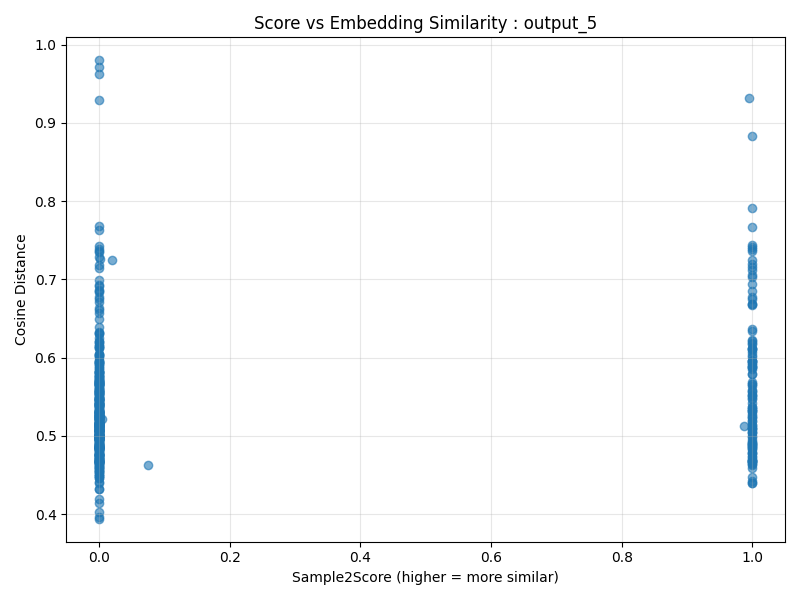 Score vs Embedding Similarity : output_5
1.0
0.9
0.8
0.7
0.6
0.5
0.4
Cosine Distance
0.0 0.2 0.4 0.6 0.8 1.0
Sample2Score (higher = more similar)